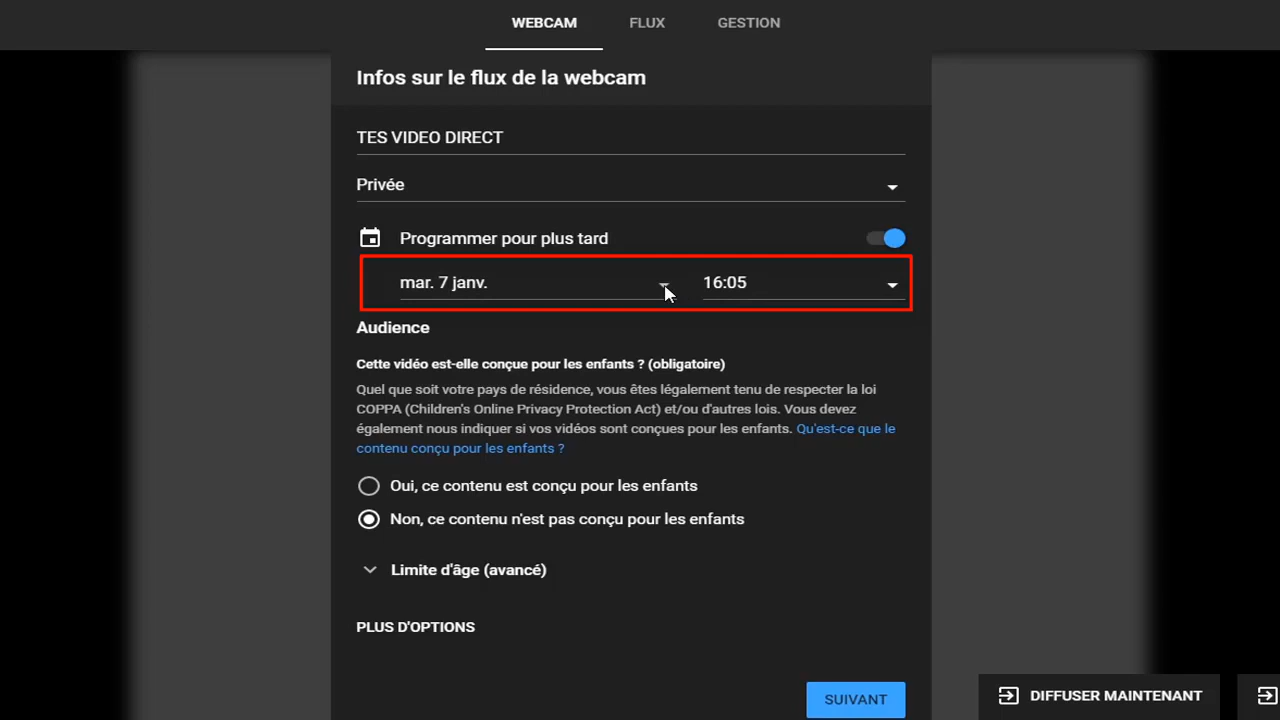 WEBCAM FLUX GESTION
Infos sur le flux de la webcam
TES VIDEO DIRECT
Privée
Programmer pour plus tard
mar. 7 janv. 16:05
Audience
Cette vidéo est-elle conçue pour les enfants ? (obligatoire)
Quel que soit votre pays de résidence, vous êtes légalement tenu de respecter la loi
COPPA (Children's Online Privacy Protection Act) et/ou d'autres lois. Vous devez
également nous indiquer si vos vidéos sont conçues pour les enfants. Qu'est-ce que le
contenu conçu pour les enfants ?
Oui, ce contenu est conçu pour les enfants
Non, ce contenu n'est pas conçu pour les enfants
Limite d'âge (avancé)
PLUS D'OPTIONS
SUIVANT
DIFFUSER MAINTENANT